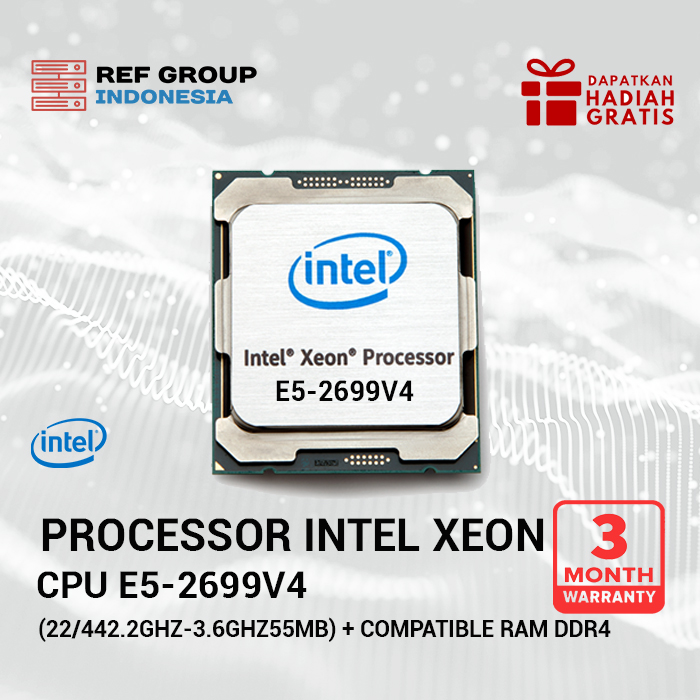 REF GROUP
INDONESIA
DAPATKAN
HADIAH
GRATIS
intel
Intel® Xeon® Processor
E5-2699V4
intel
PROCESSOR INTEL XEON
CPU E5-2699V4
(22/442.2GHZ-3.6GHZ55MB) + COMPATIBLE RAM DDR4
3
MONTH
WARRANTY